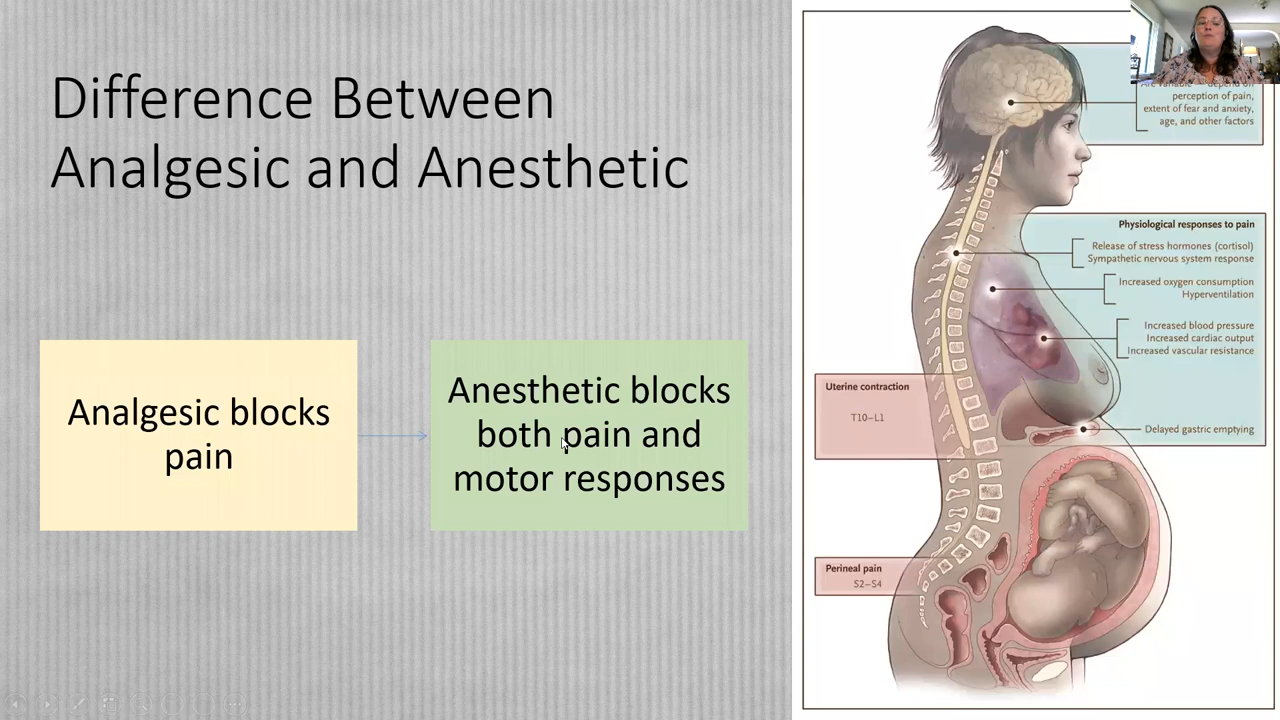 Difference Between
Analgesic and Anesthetic
Analgesic blocks
pain
Anesthetic blocks
both pain and
motor responses
perception of pain,
extent of fear and anxiety,
age, and other factors
Physiological responses to pain
Release of stress hormones (cortisol)
Sympathetic nervous system response
Increased oxygen consumption
Hyperventilation
Increased blood pressure
Increased cardiac output
Increased vascular resistance
Delayed gastric emptying
Uterine contraction
T10–L1
Perineal pain
S2–S4